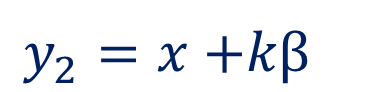 y₂ = x + kβ